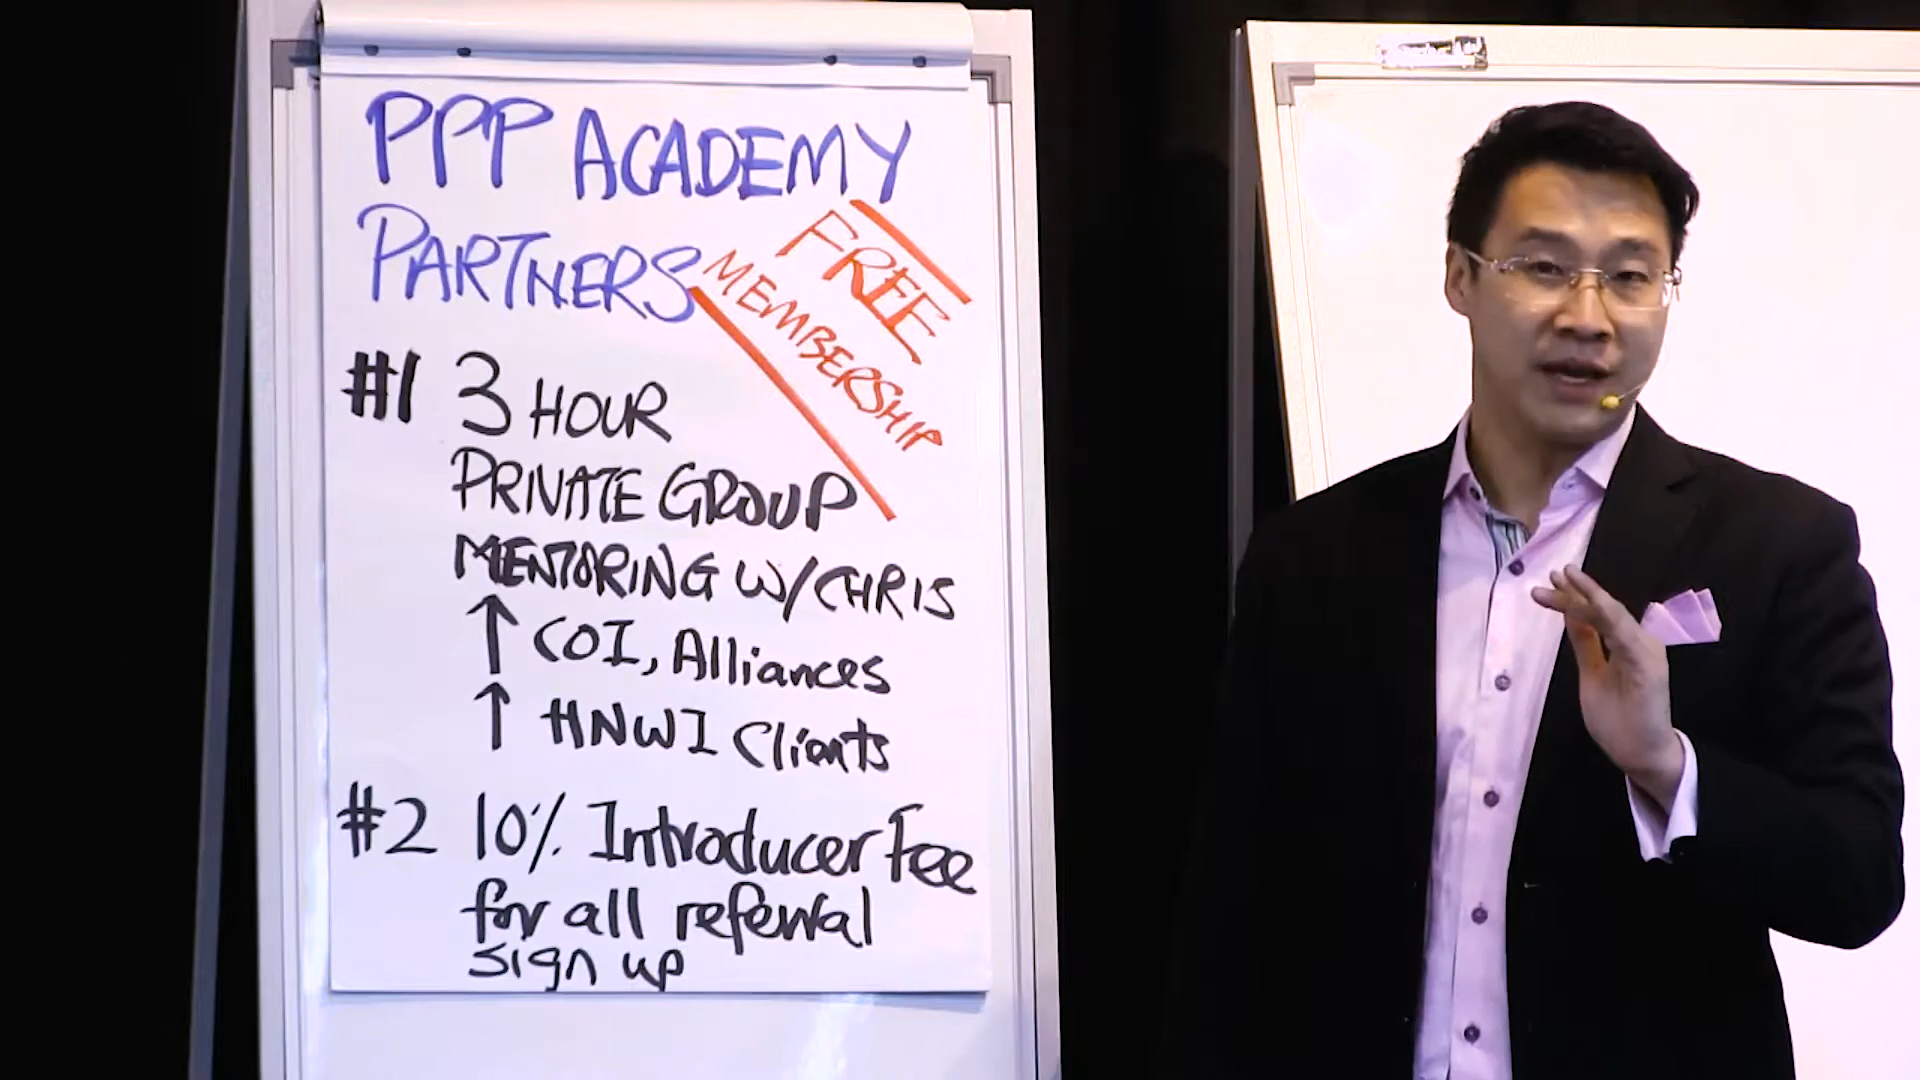 PPP ACADEMY
PARTNERS
FREE
MEMBERSHIP
#1 3 HOUR
PRIVATE GROUP
MENTORING W/CHRIS
↑ COI, Alliances
↑ HNWI Clients
#2 10% Introducer Fee
for all referral
sign up